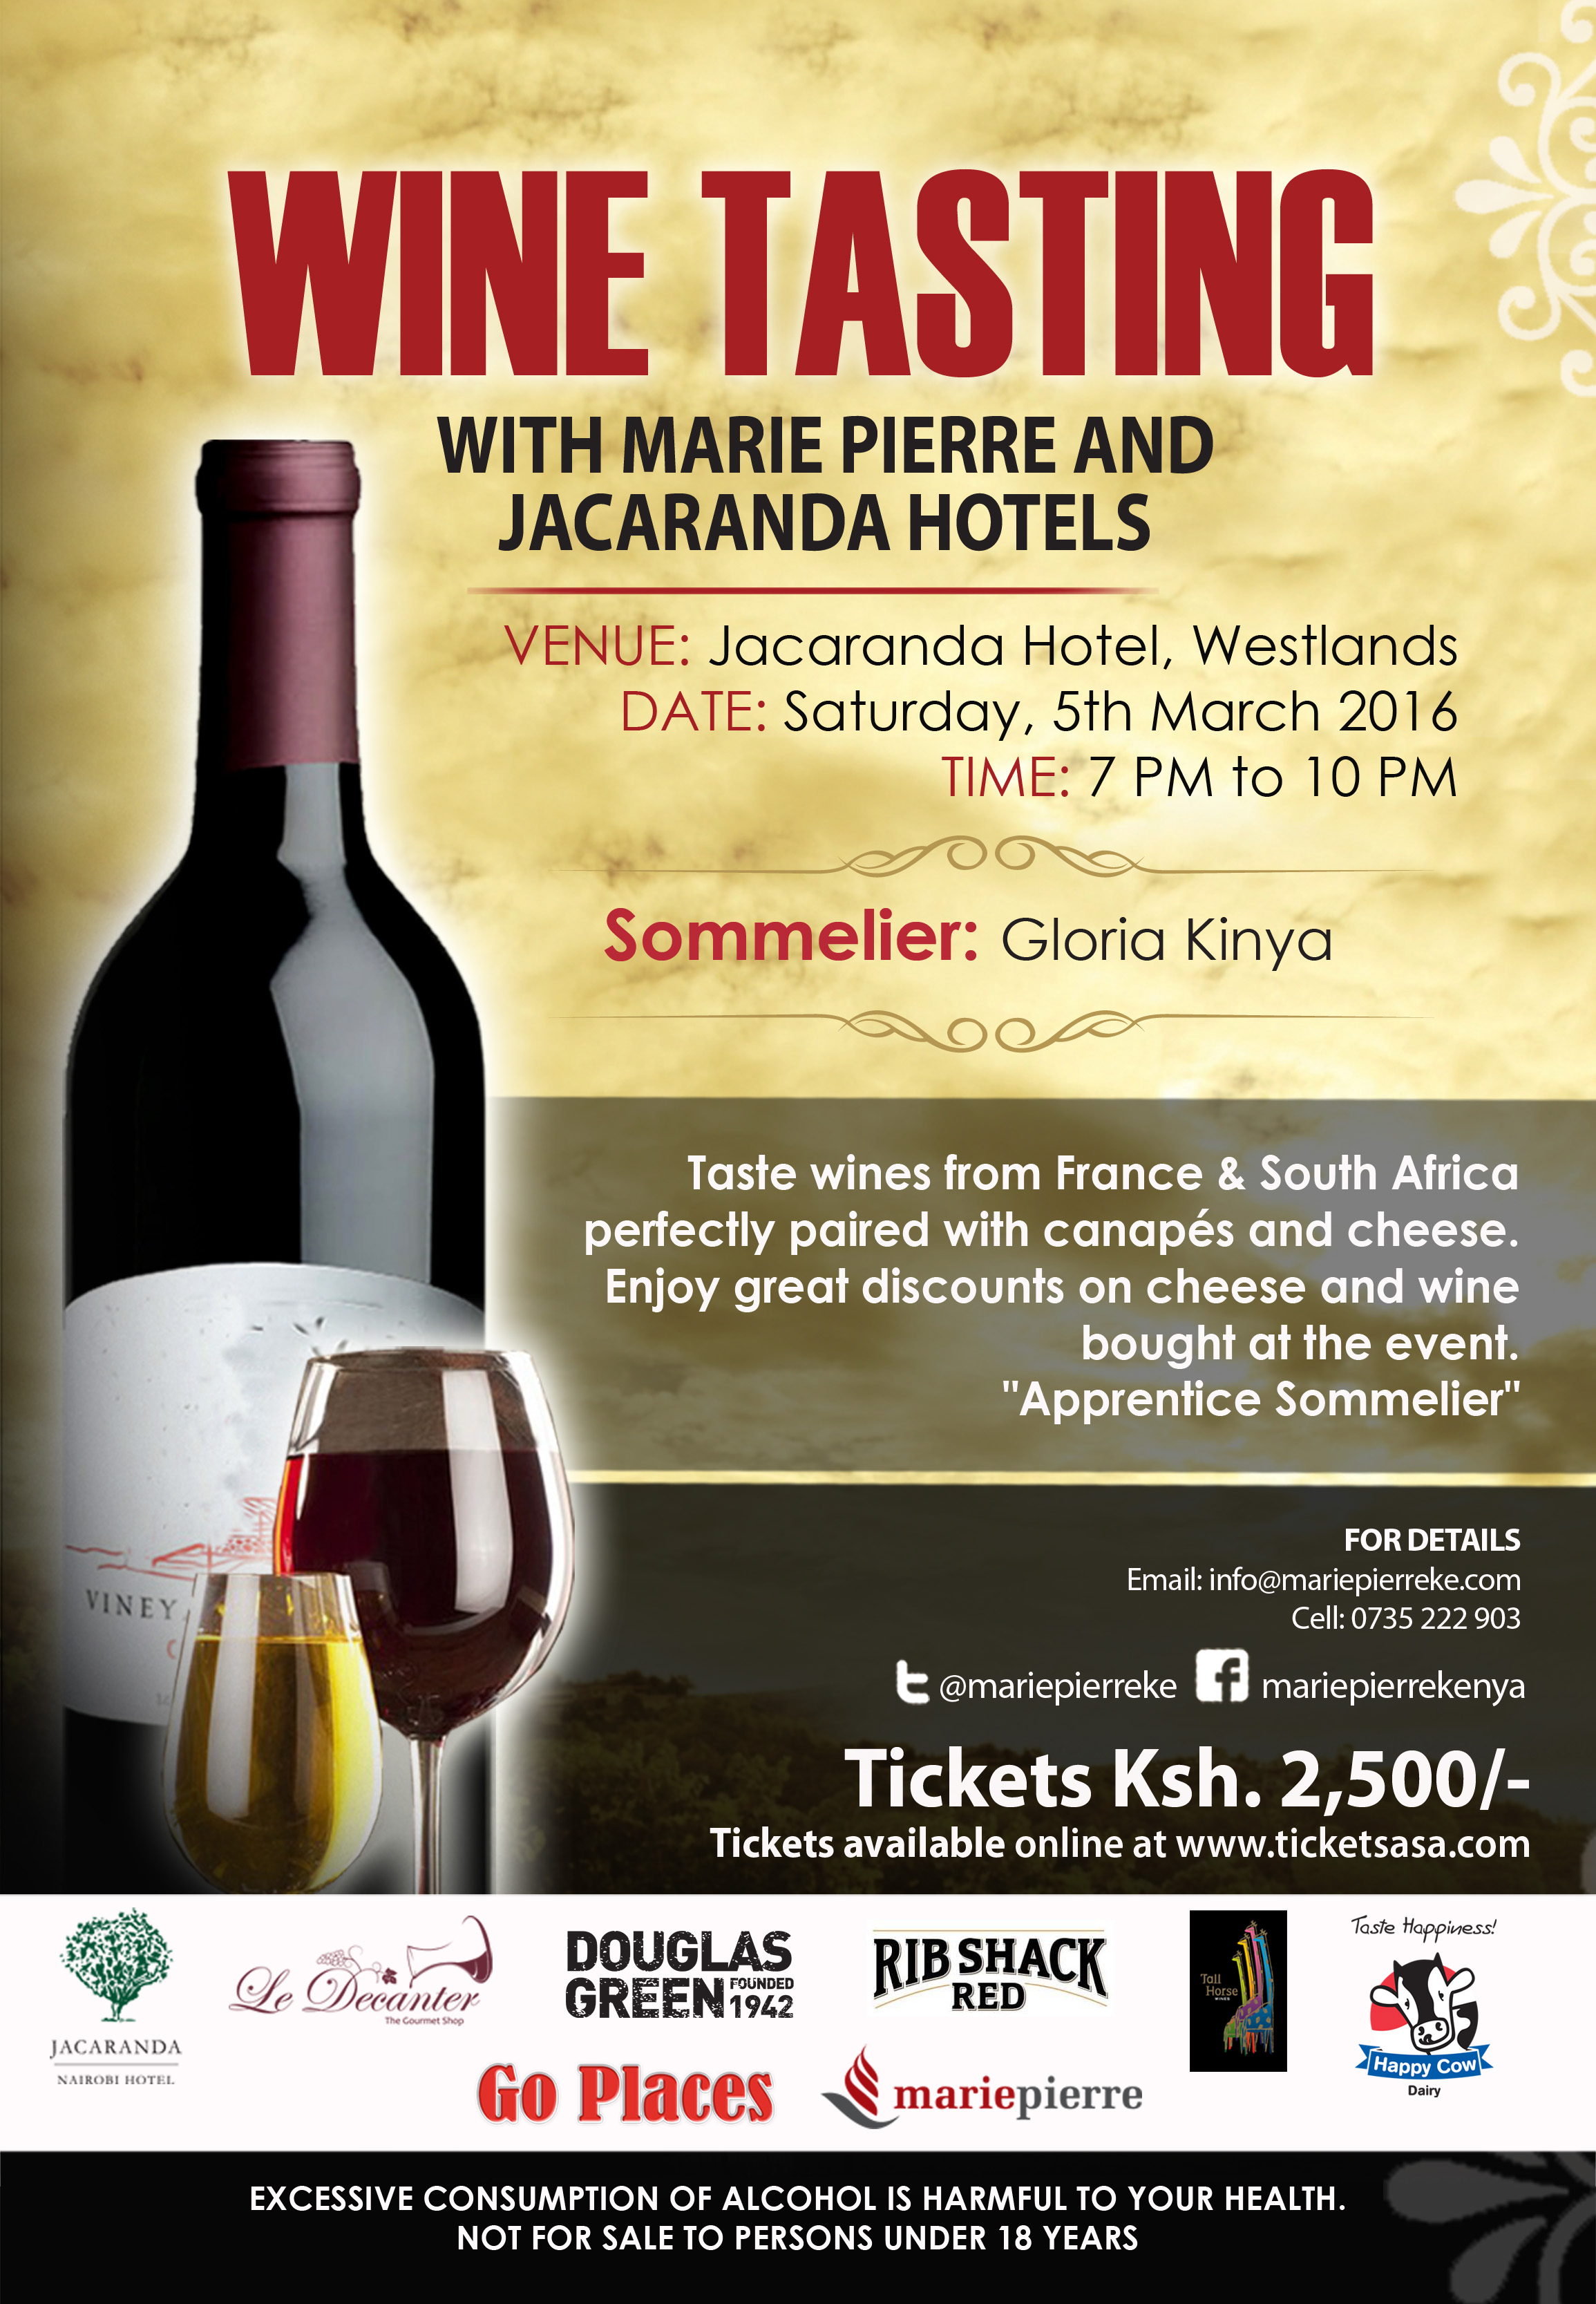 WINE TASTING
WITH MARIE PIERRE AND
JACARANDA HOTELS
VENUE: Jacaranda Hotel, Westlands
DATE: Saturday, 5th March 2016
TIME: 7 PM to 10 PM
Sommelier: Gloria Kinya
Taste wines from France & South Africa
perfectly paired with canapés and cheese.
Enjoy great discounts on cheese and wine
bought at the event.
"Apprentice Sommelier"
VINEY
FOR DETAILS
Email: info@mariepierreke.com
Cell: 0735 222 903
@mariepierreke mariepierrekenya
Tickets Ksh. 2,500/-
Tickets available online at www.ticketsasa.com
JACARANDA
NAIROBI HOTEL
Le Decanter
The Gourmet Shop
DOUGLAS
GREEN FOUNDED
1942
RIB SHACK
RED
Tall
Horse
WINES
Taste Happiness!
Happy Cow
Dairy
Go Places
mariepierre
EXCESSIVE CONSUMPTION OF ALCOHOL IS HARMFUL TO YOUR HEALTH.
NOT FOR SALE TO PERSONS UNDER 18 YEARS